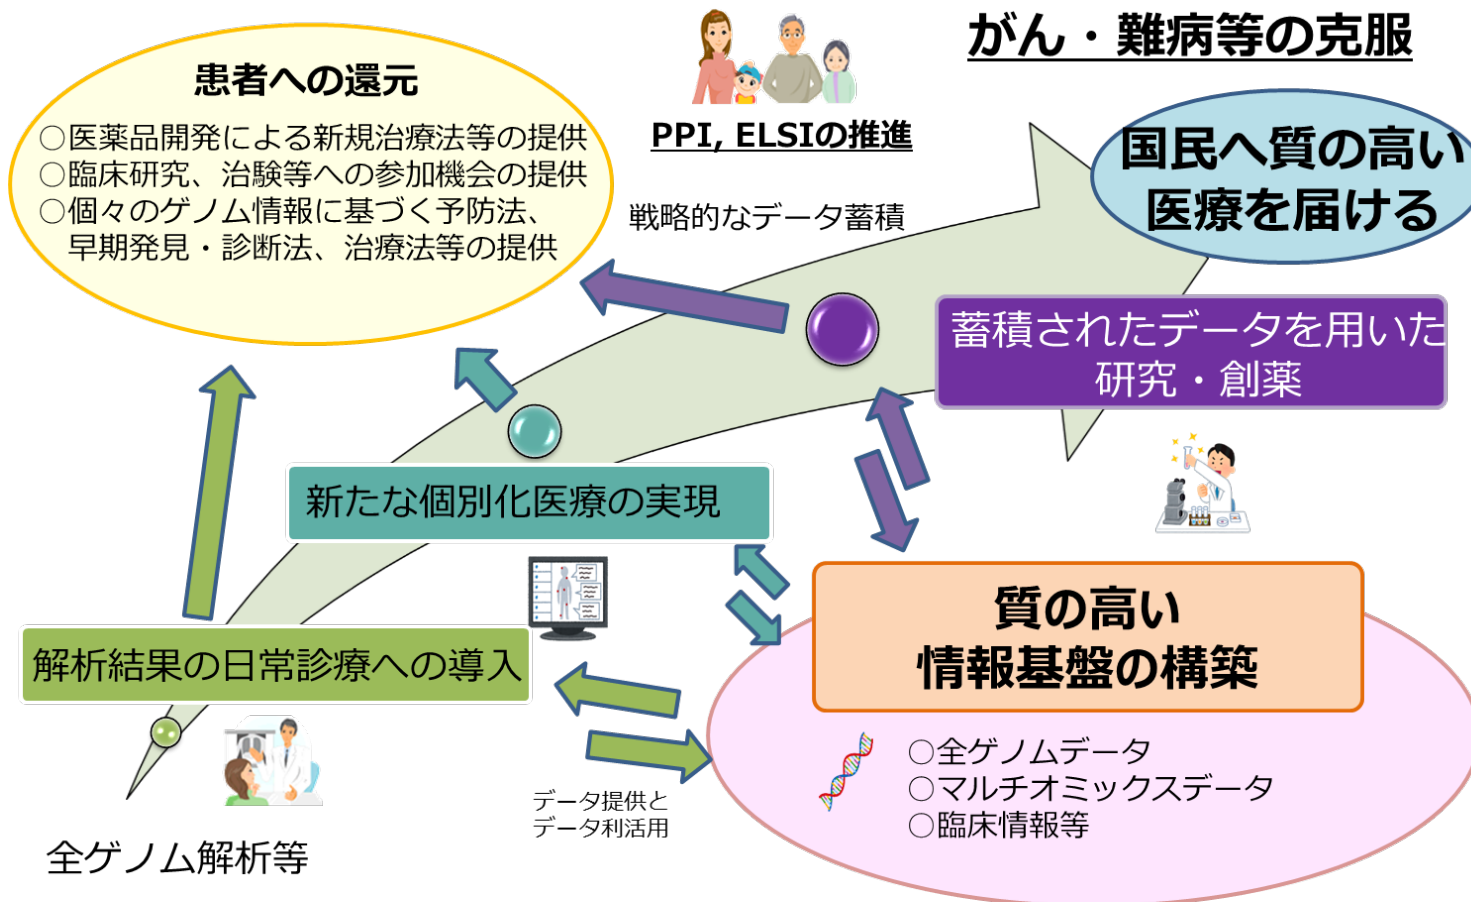 がん・難病等の克服
患者への還元
○医薬品開発による新規治療法等の提供
○臨床研究、治験等への参加機会の提供
○個々のゲノム情報に基づく予防法、
早期発見・診断法、治療法等の提供
PPI, ELSIの推進
国民へ質の高い
医療を届ける
戦略的なデータ蓄積
蓄積されたデータを用いた
研究・創薬
新たな個別化医療の実現
質の高い
情報基盤の構築
解析結果の日常診療への導入
○全ゲノムデータ
○マルチオミックスデータ
○臨床情報等
データ提供と
データ利活用
全ゲノム解析等